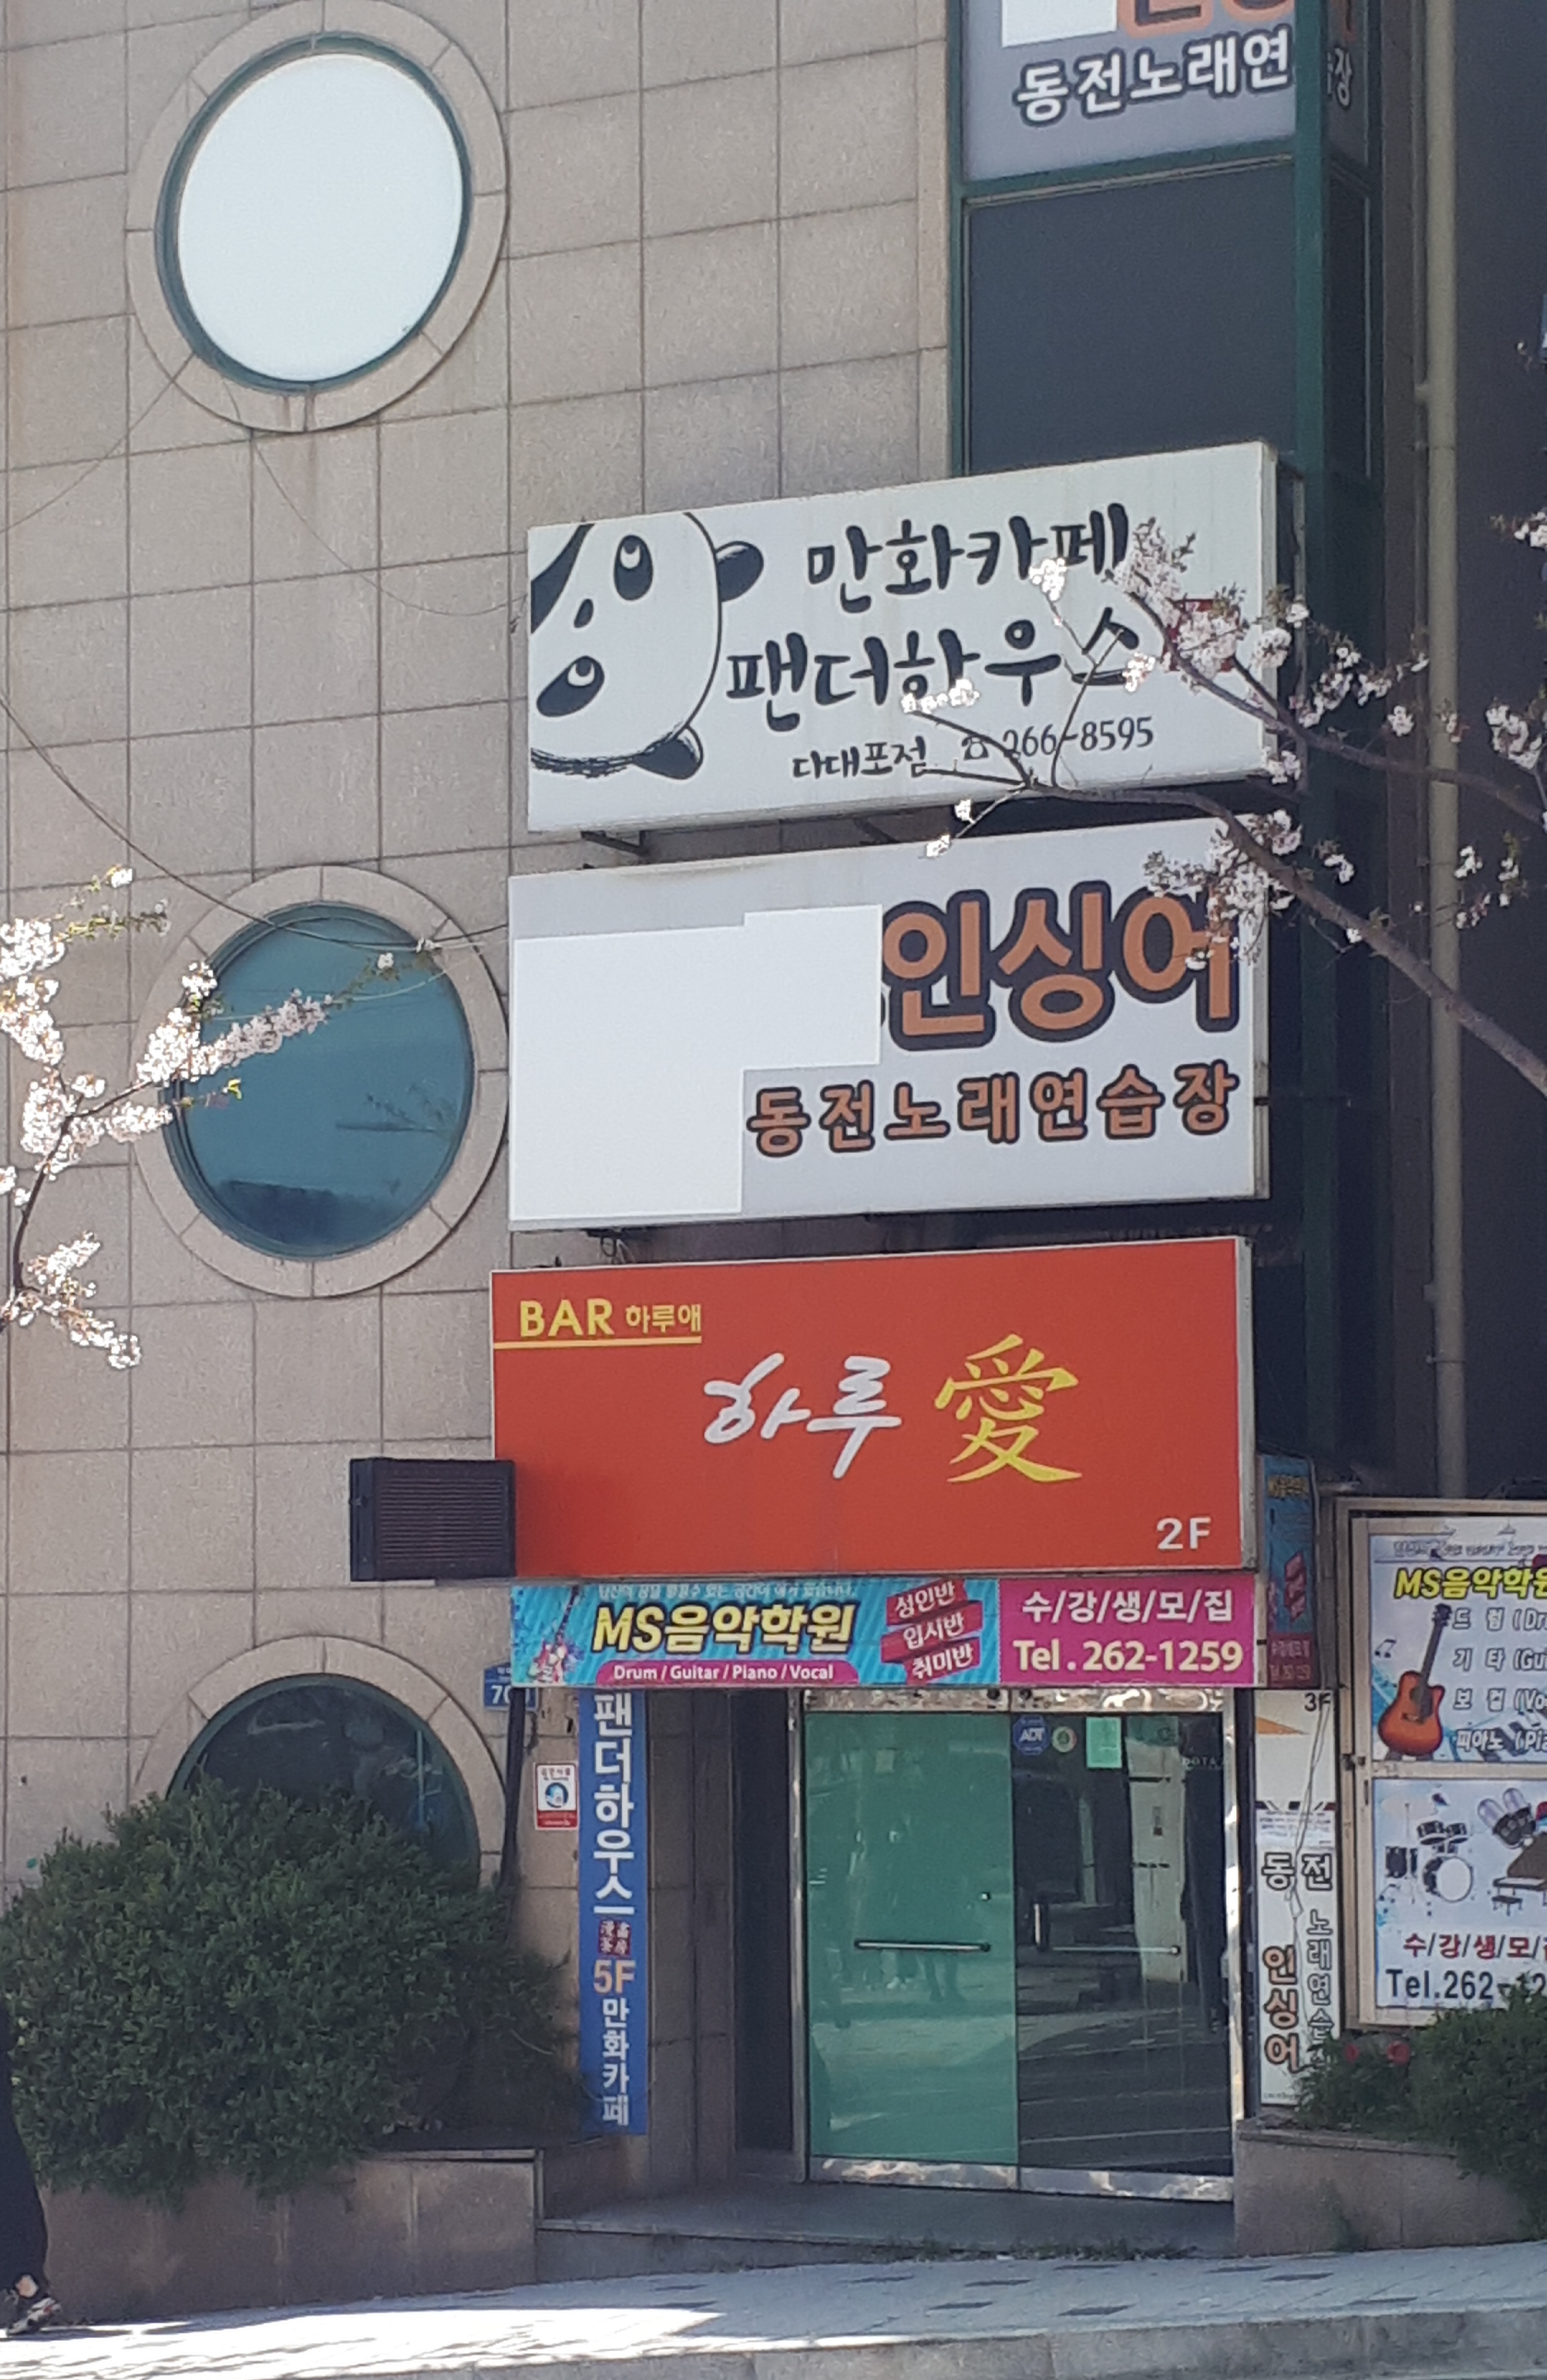 동전노래연
만화카페
팬더하우스
다대포점 ☎ 266-8595
인싱어
동전노래연습장
BAR 하루애
하루 愛
2F
MS음악학원
Drum / Guitar / Piano / Vocal
성인반
입시반
취미반
수/강/생/모/집
Tel. 262-1259
팬더하우스
5F
만화카페
ADT
3F
동전노래연습
인싱어
MS음악학원
드럼
기타
보컬
피아노
수/강/생/모/
Tel.262-12